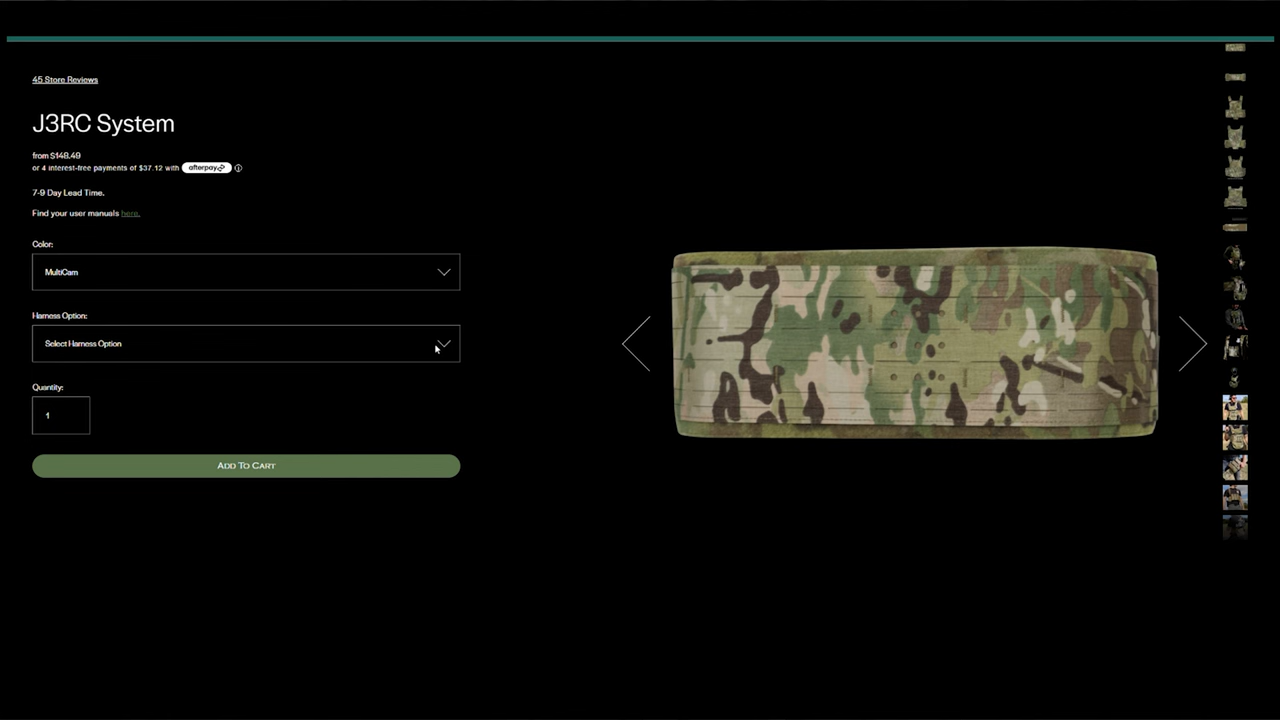 45 Store Reviews
J3RC System
from $148.49
or 4 interest-free payments of $37.12 with afterpay
7-9 Day Lead Time.
Find your user manuals here.
Color:
MultiCam
Harness Option:
Select Harness Option
Quantity:
1
ADD TO CART